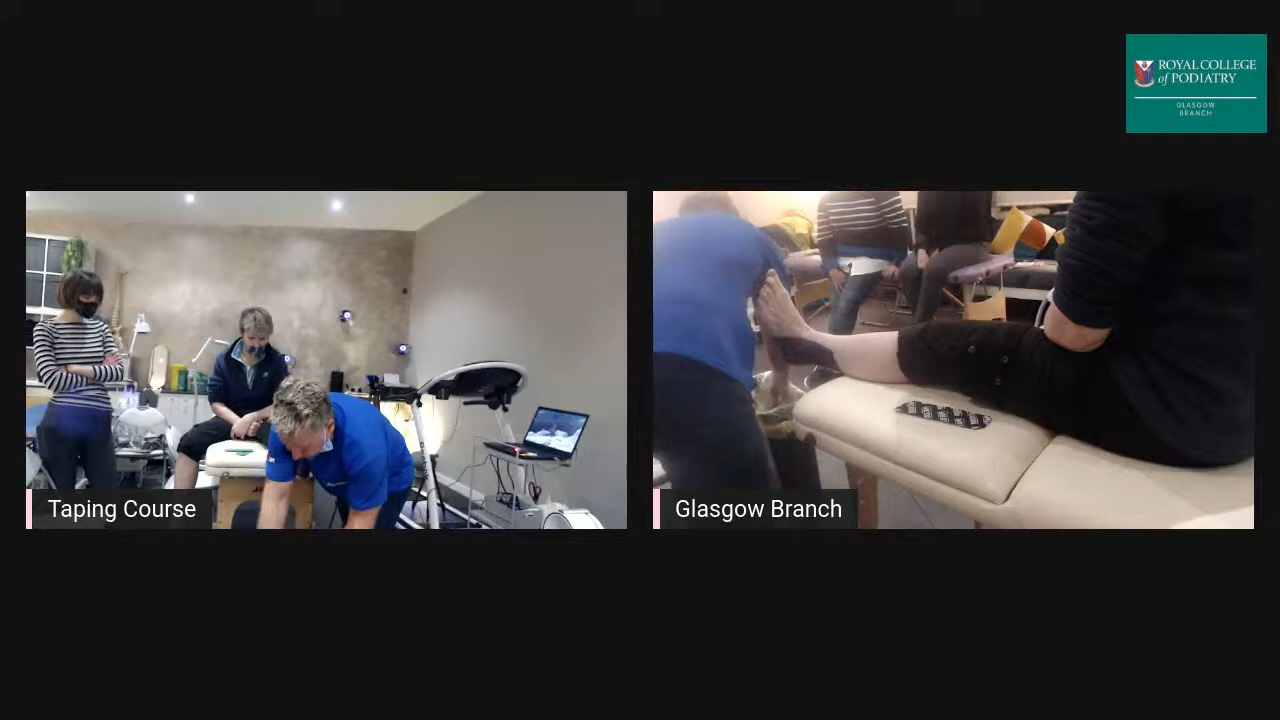 ROYAL COLLEGE
of PODIATRY
GLASGOW
BRANCH
Taping Course
Glasgow Branch